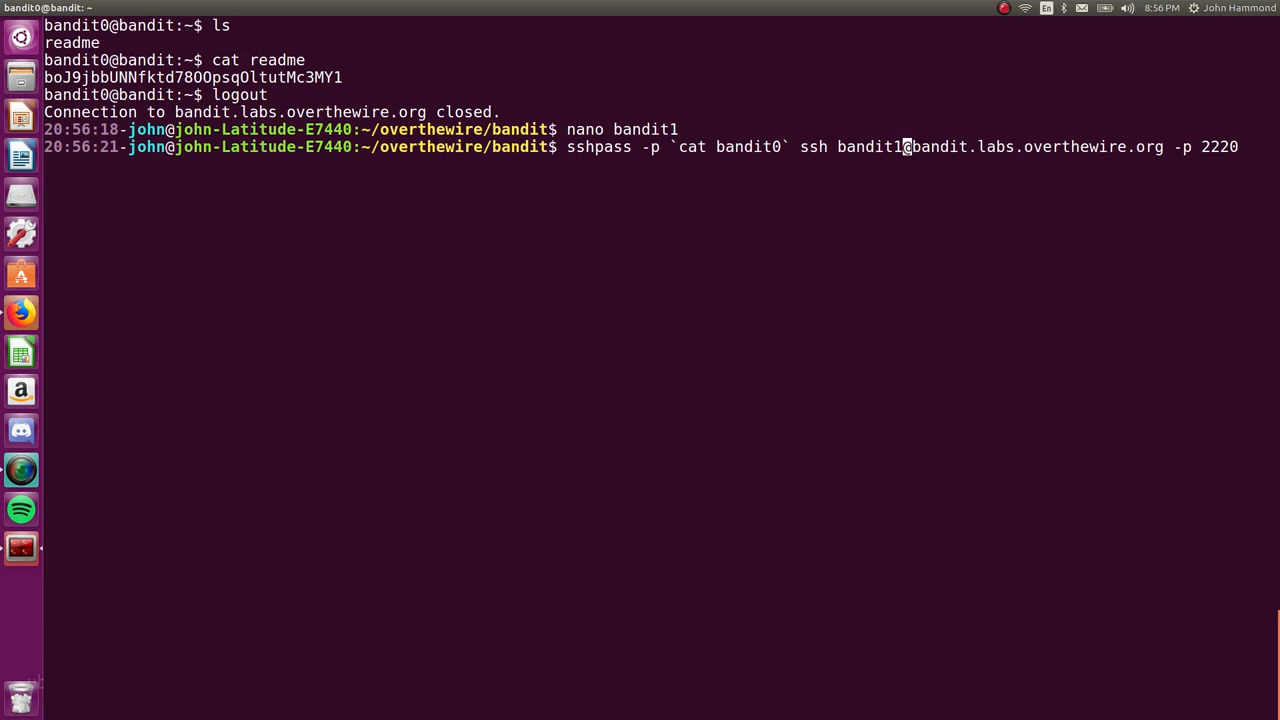 bandit0@bandit: ~
En
8:56 PM
John Hammond
bandit0@bandit:~$ ls
readme
bandit0@bandit:~$ cat readme
boJ9jbbUNNfktd78OOpsqOltutMc3MY1
bandit0@bandit:~$ logout
Connection to bandit.labs.overthewire.org closed.
20:56:18-john@john-Latitude-E7440:~/overthewire/bandit$ nano bandit1
20:56:21-john@john-Latitude-E7440:~/overthewire/bandit$ sshpass -p `cat bandit0` ssh bandit1@bandit.labs.overthewire.org -p 2220